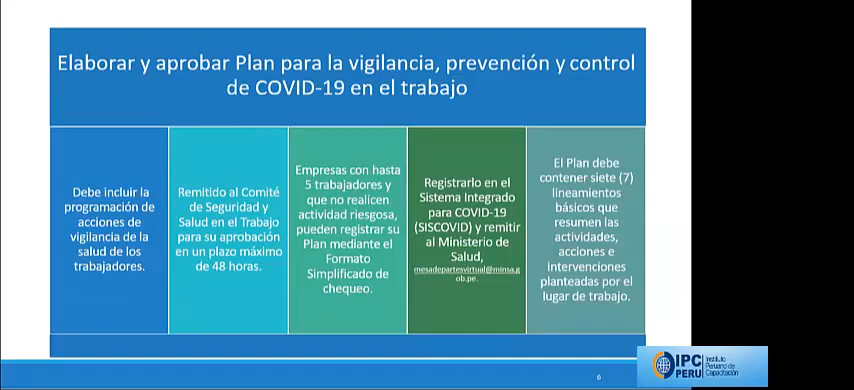 Elaborar y aprobar Plan para la vigilancia, prevención y control
de COVID-19 en el trabajo
Debe incluir la
programación de
acciones de
vigilancia de la
salud de los
trabajadores.
Remitido al Comité
de Seguridad y
Salud en el Trabajo
para su aprobación
en un plazo máximo
de 48 horas.
Empresas con hasta
5 trabajadores y
que no realicen
actividad riesgosa,
pueden registrar su
Plan mediante el
Formato
Simplificado de
chequeo.
Registrarlo en el
Sistema Integrado
para COVID-19
(SISCOVID) y remitir
al Ministerio de
Salud,
mesadepartesvirtual@minsa.g
ob.pe.
El Plan debe
contener siete (7)
lineamientos
básicos que
resumen las
actividades,
acciones e
intervenciones
planteadas por el
lugar de trabajo.
6
IPC
PERU
Instituto
Peruano de
Capacitación